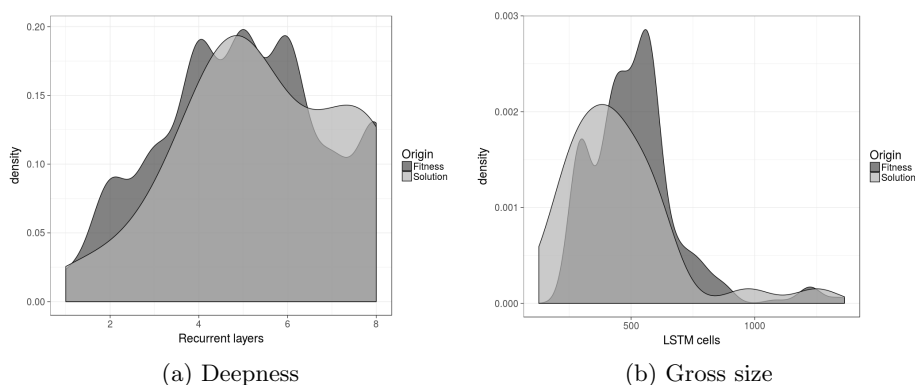 0.20
0.15
0.10
0.05
0.00
density
2 4 6 8
Recurrent layers
Origin
Fitness
Solution
(a) Deepness
0.003
0.002
0.001
0.000
density
500 1000
LSTM cells
Origin
Fitness
Solution
(b) Gross size